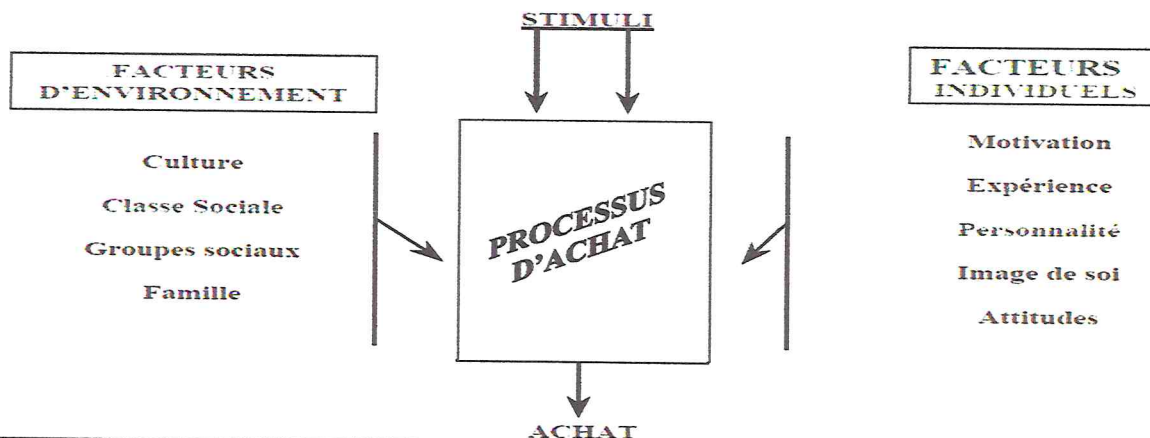 STIMULI
FACTEURS
D'ENVIRONNEMENT
Culture
Classe Sociale
Groupes sociaux
Famille
PROCESSUS
D'ACHAT
FACTEURS
INDIVIDUELS
Motivation
Expérience
Personnalité
Image de soi
Attitudes
ACHAT